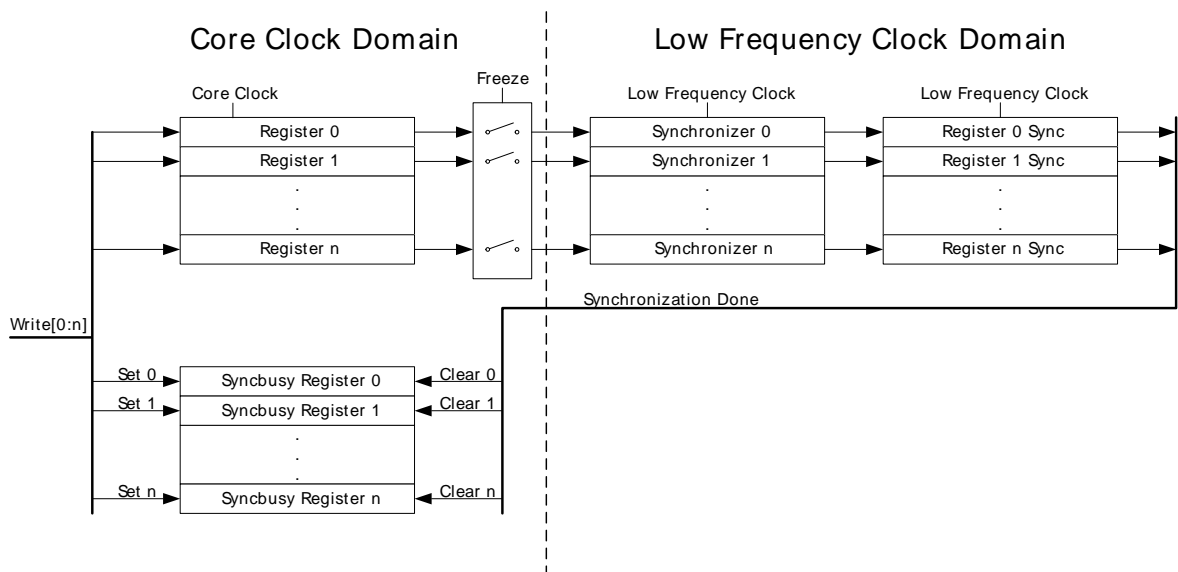 Core Clock Domain
Low Frequency Clock Domain
Freeze
Core Clock
Low Frequency Clock
Low Frequency Clock
Register 0
Synchronizer 0
Register 0 Sync
Register 1
Synchronizer 1
Register 1 Sync
.
.
.
.
.
.
.
.
.
Register n
Synchronizer n
Register n Sync
Synchronization Done
Write[0:n]
Set 0
Syncbusy Register 0
Clear 0
Set 1
Syncbusy Register 1
Clear 1
.
.
.
Set n
Syncbusy Register n
Clear n